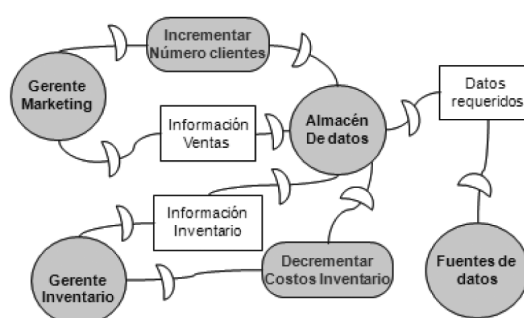 Incrementar
Número clientes
Gerente
Marketing
Información
Ventas
Almacén
De datos
Datos
requeridos
Información
Inventario
Gerente
Inventario
Decrementar
Costos Inventario
Fuentes de
datos